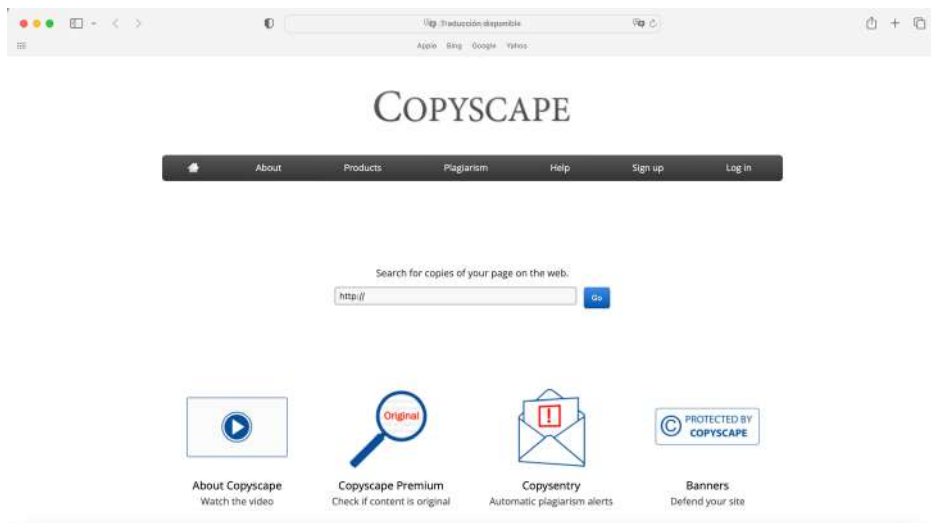 Traducción disponible
Apple Bing Google Yahoo
COPYSCAPE
About Products Plagiarism Help Sign up Log in
Search for copies of your page on the web.
http://
Go
Original
!
© PROTECTED BY
COPYSCAPE
About Copyscape Copyscape Premium Copysentry Banners
Watch the video Check if content is original Automatic plagiarism alerts Defend your site